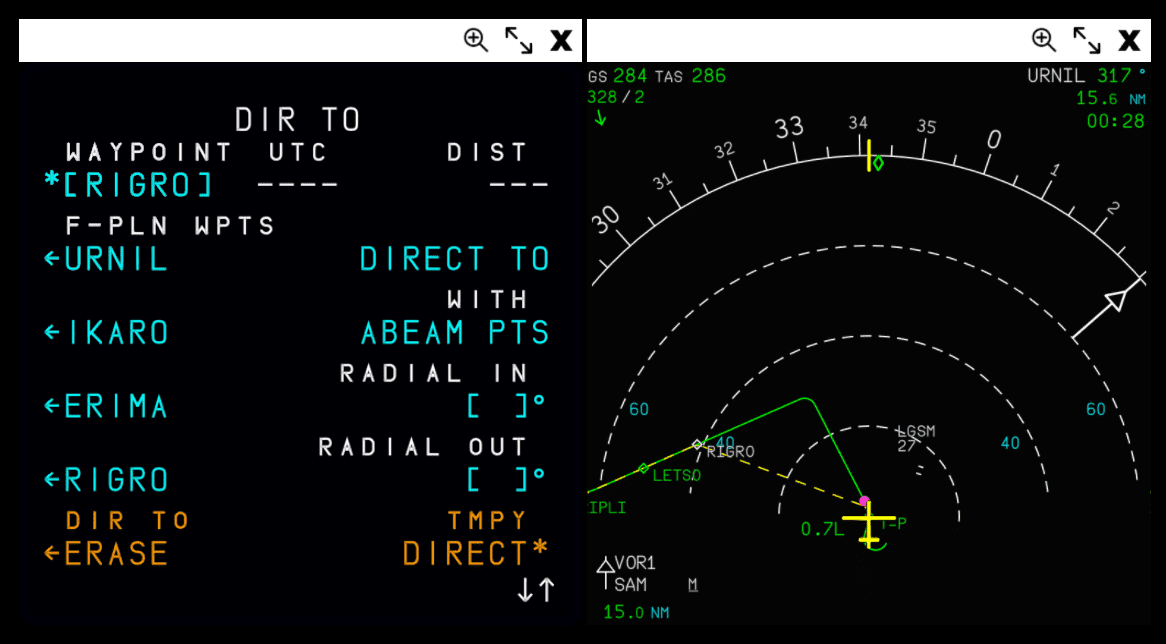 DIR TO
WAYPOINT UTC DIST
*[RIGRO] ---- ---
F-PLN WPTS
←URNIL DIRECT TO
WITH
←IKARO ABEAM PTS
RADIAL IN
←ERIMA [ ]°
RADIAL OUT
←RIGRO [ ]°
DIR TO TMPY
←ERASE DIRECT*
↓↑
GS 284 TAS 286 URNIL 317°
328/2 15.6 NM
↓ 00:28
30 31 32 33 34 35 0 1 2
60 60
40 40
LGSM
27
RIGRO
LETSO
IPLI
0.7L T-P
VOR1
SAM M
15.0 NM